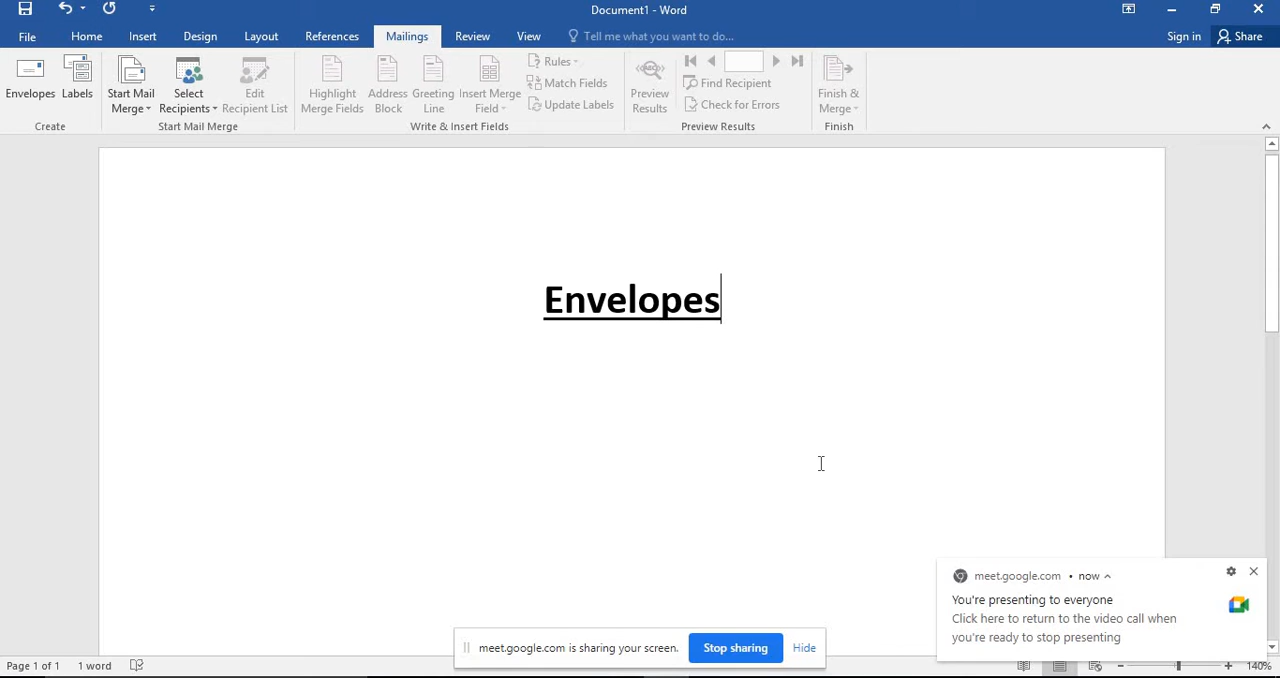 Document1 - Word
File Home Insert Design Layout References Mailings Review View Tell me what you want to do... Sign in Share
Envelopes Labels
Create
Start Mail Merge Select Recipients Edit Recipient List
Start Mail Merge
Highlight Merge Fields Address Block Greeting Line Insert Merge Field
Rules
Match Fields
Update Labels
Write & Insert Fields
Preview Results
ABC
Find Recipient
Check for Errors
Preview Results
Finish & Merge
Finish
Envelopes
meet.google.com • now
You're presenting to everyone
Click here to return to the video call when
you're ready to stop presenting
meet.google.com is sharing your screen. Stop sharing Hide
Page 1 of 1 1 word 140%